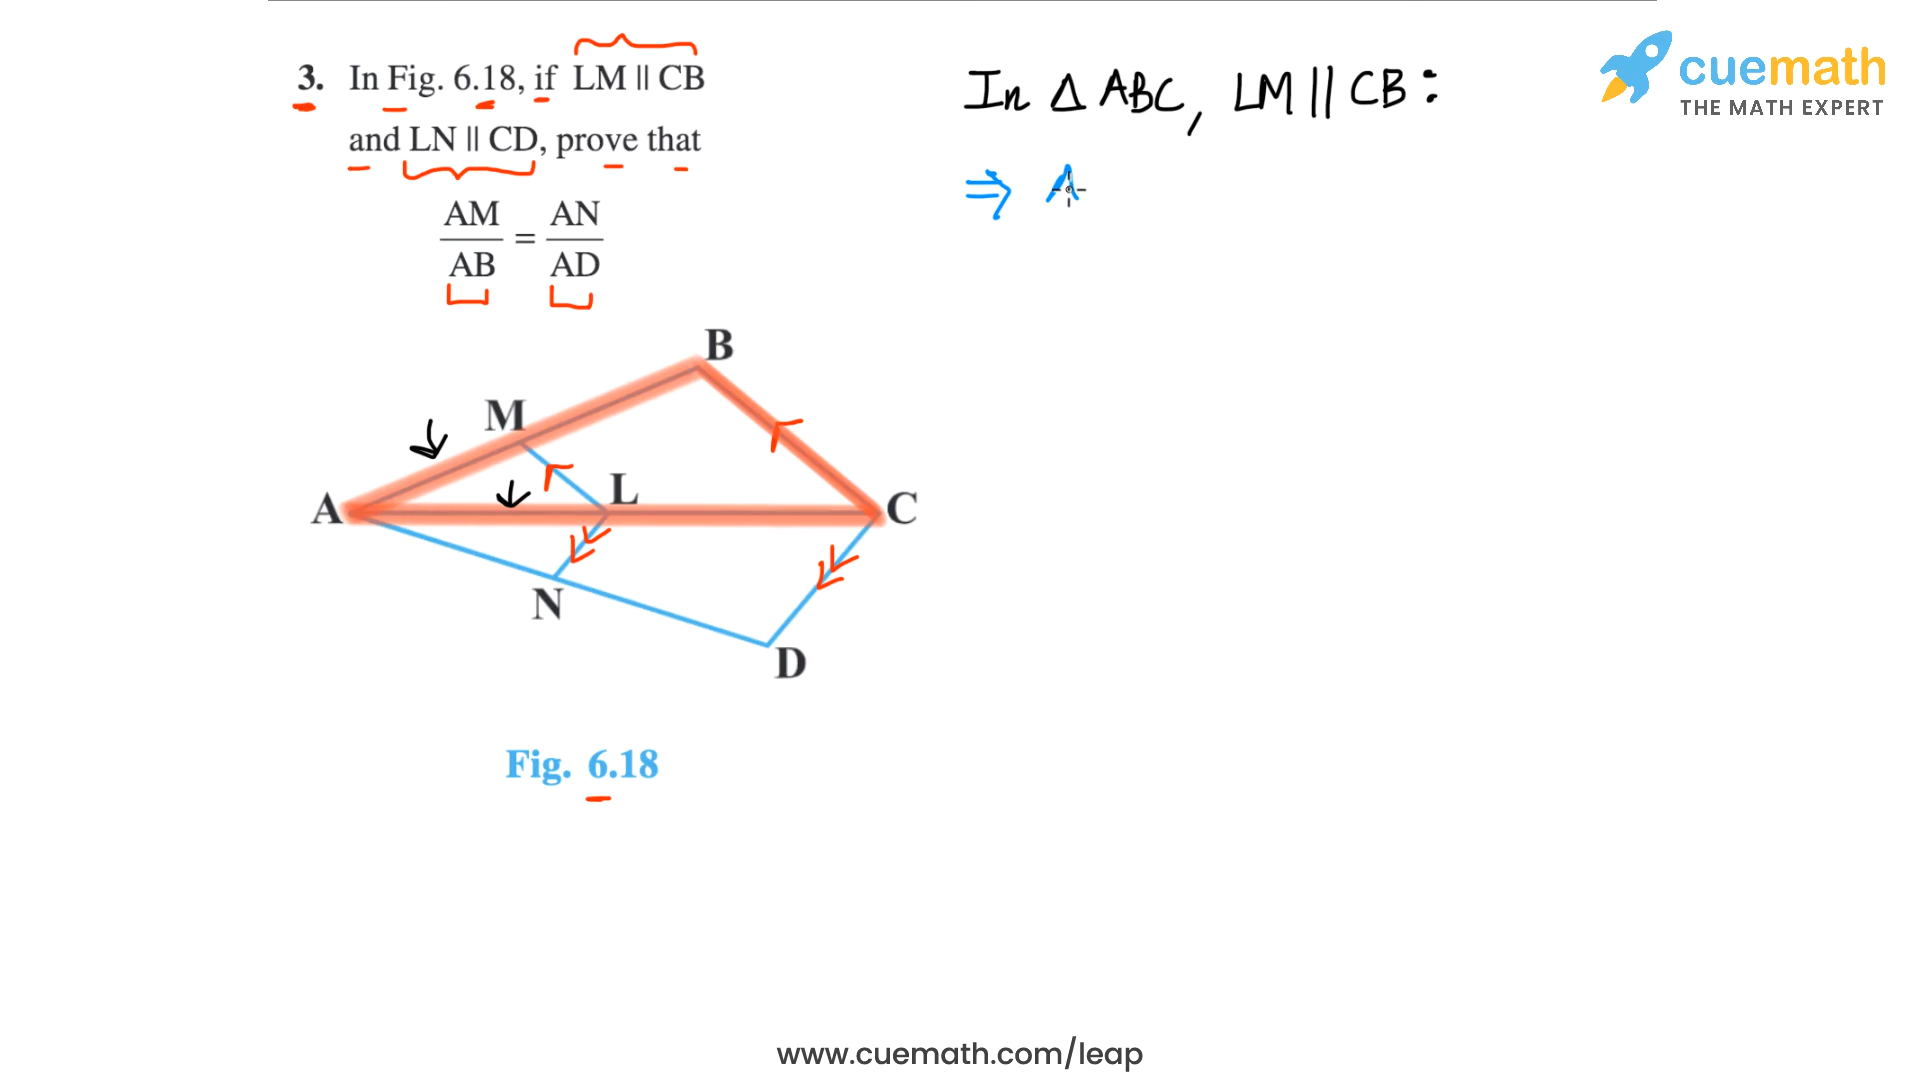 3. In Fig. 6.18, if LM || CB
and LN || CD, prove that
AM/AB = AN/AD
B
M
A
L
C
N
D
Fig. 6.18
In Δ ABC, LM || CB :
⇒ A
cuemath
THE MATH EXPERT
www.cuemath.com/leap